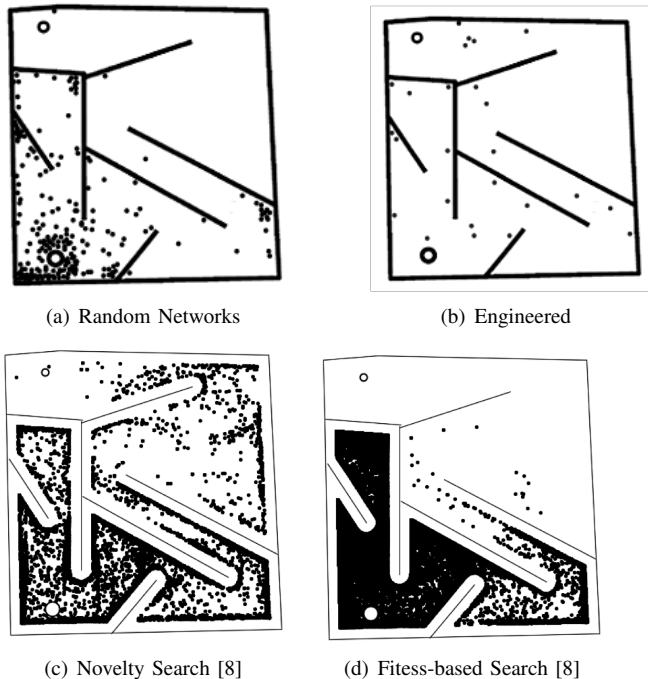 (a) Random Networks
(b) Engineered
(c) Novelty Search [8]
(d) Fitess-based Search [8]